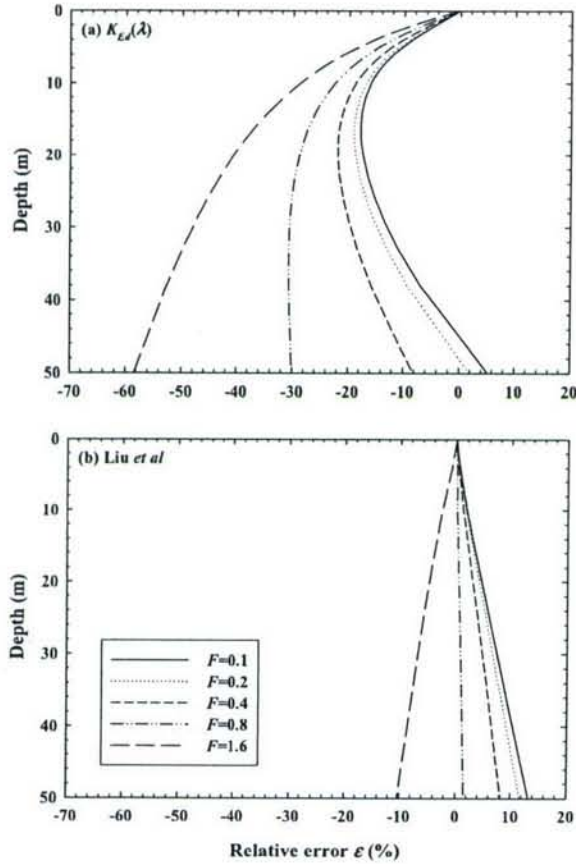 (a) K_Ed(λ)
0
10
20
30
40
50
Depth (m)
-70 -60 -50 -40 -30 -20 -10 0 10 20
(b) Liu et al
0
10
20
30
40
50
Depth (m)
F=0.1
F=0.2
F=0.4
F=0.8
F=1.6
-70 -60 -50 -40 -30 -20 -10 0 10 20
Relative error ε (%)